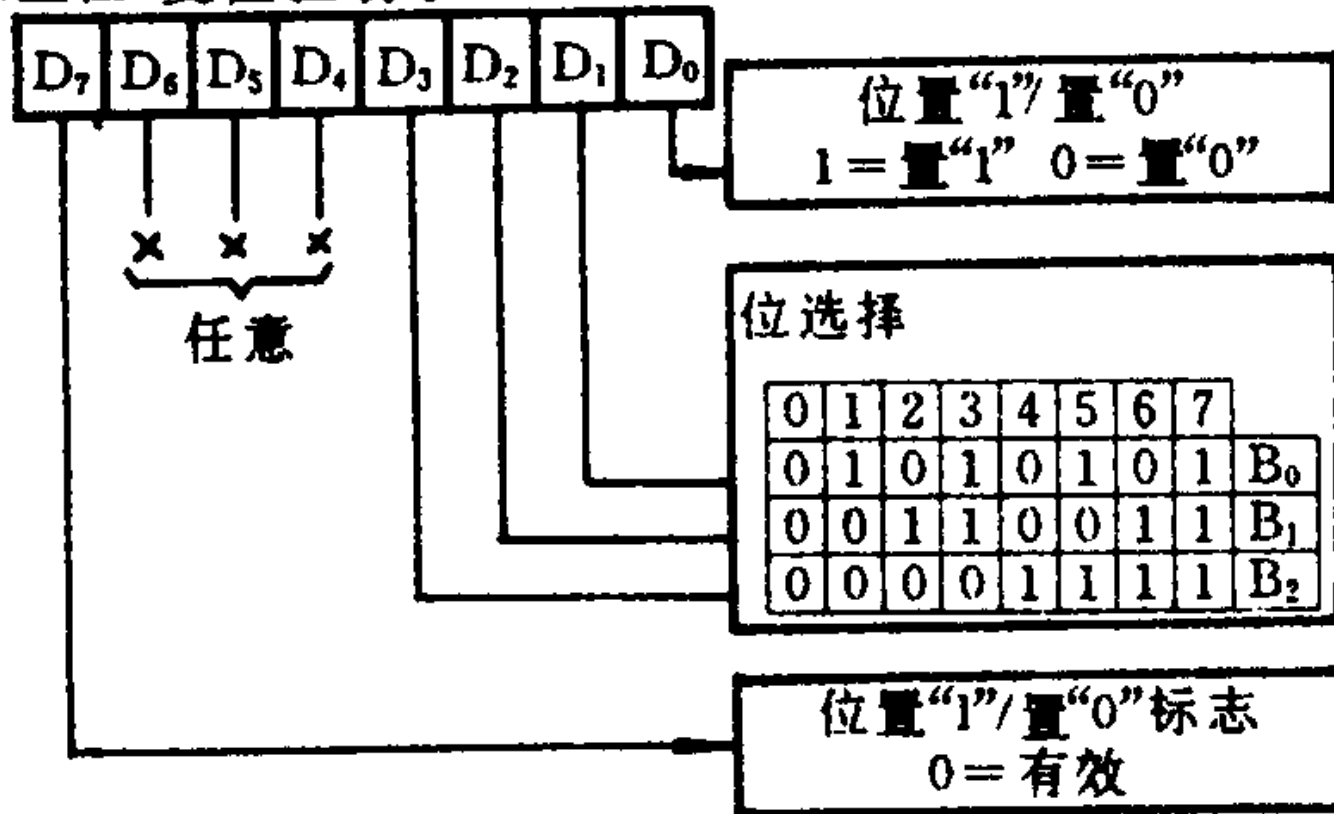 D₇ D₆ D₅ D₄ D₃ D₂ D₁ D₀
位置“1”/置“0”
1=置“1” 0=置“0”
× × ×
任意
位选择
0 1 2 3 4 5 6 7
0 1 0 1 0 1 0 1 B₀
0 0 1 1 0 0 1 1 B₁
0 0 0 0 1 1 1 1 B₂
位置“1”/置“0”标志
0=有效